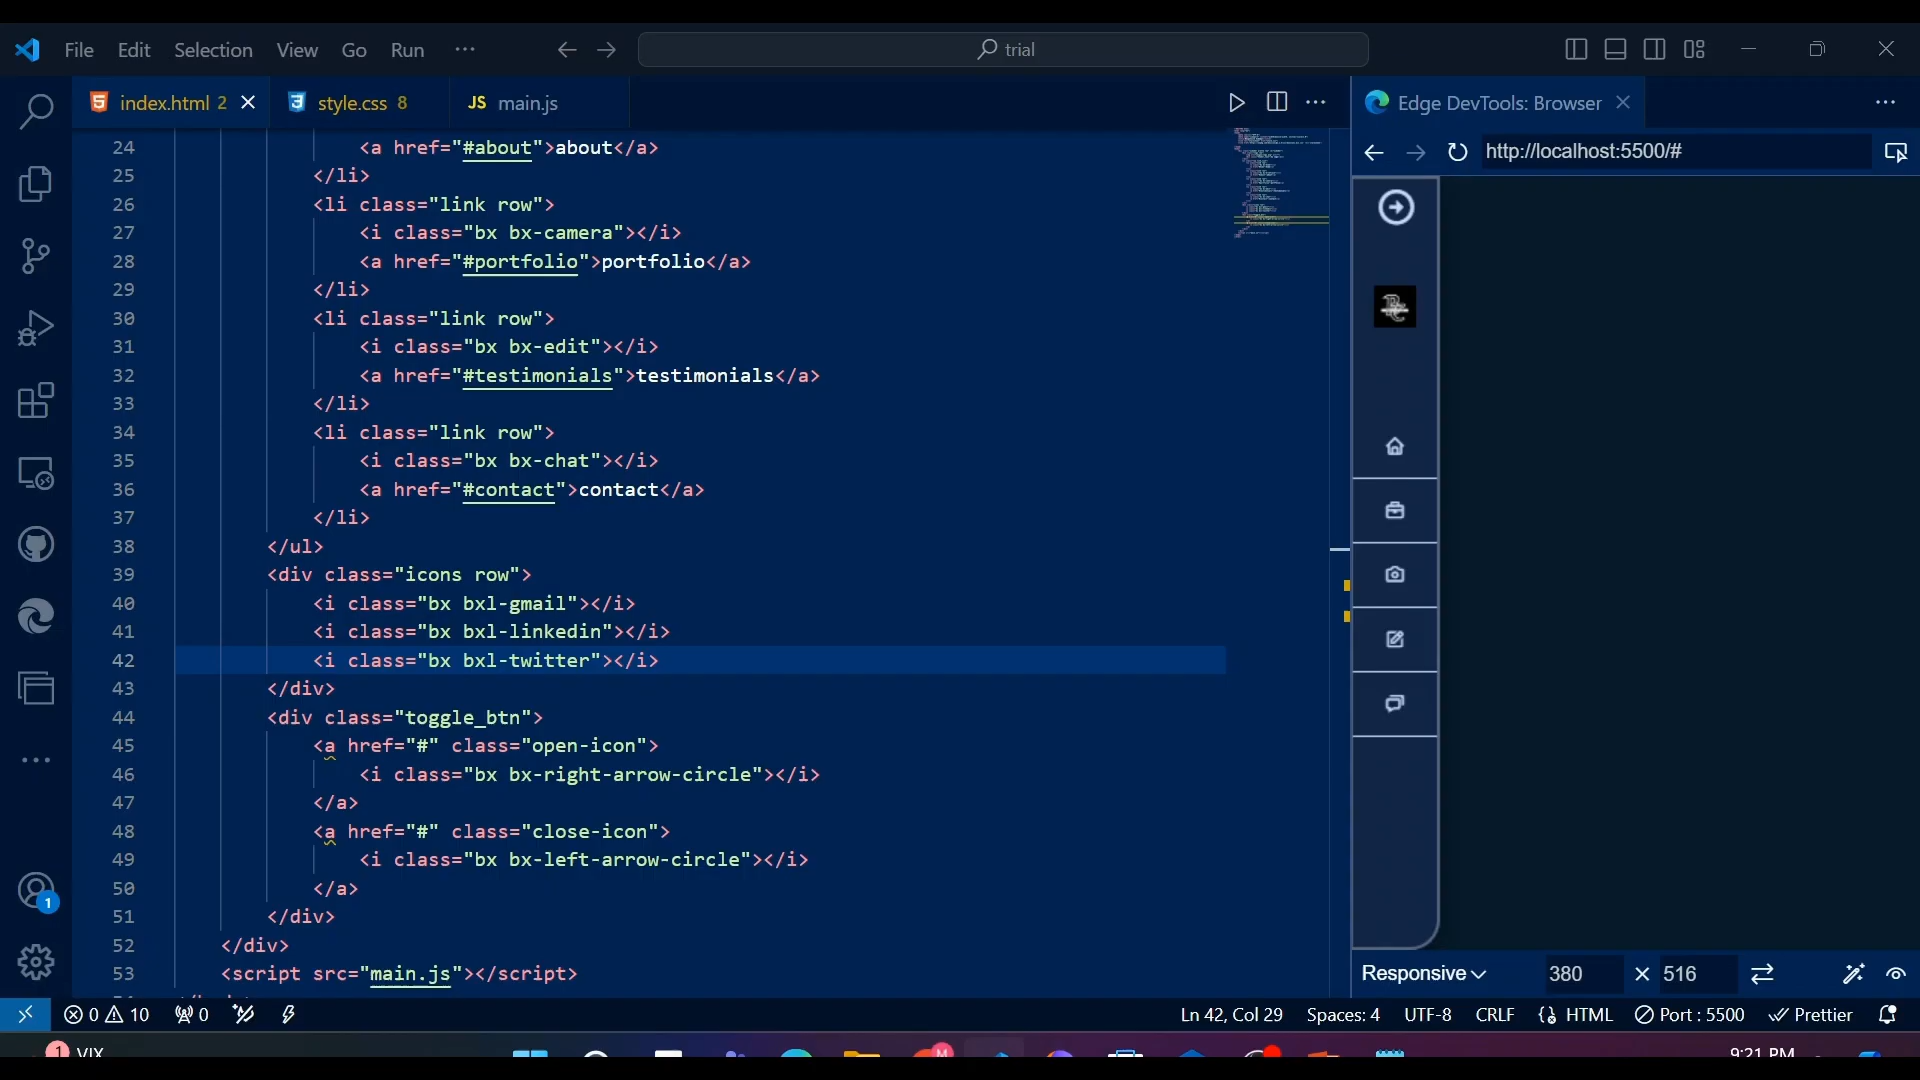 File Edit Selection View Go Run ···
trial
index.html 2
style.css 8
JS main.js
Edge DevTools: Browser
http://localhost:5500/#
24 <a href="#about">about</a>
25 </li>
26 <li class="link row">
27 <i class="bx bx-camera"></i>
28 <a href="#portfolio">portfolio</a>
29 </li>
30 <li class="link row">
31 <i class="bx bx-edit"></i>
32 <a href="#testimonials">testimonials</a>
33 </li>
34 <li class="link row">
35 <i class="bx bx-chat"></i>
36 <a href="#contact">contact</a>
37 </li>
38 </ul>
39 <div class="icons row">
40 <i class="bx bxl-gmail"></i>
41 <i class="bx bxl-linkedin"></i>
42 <i class="bx bxl-twitter"></i>
43 </div>
44 <div class="toggle_btn">
45 <a href="#" class="open-icon">
46 <i class="bx bx-right-arrow-circle"></i>
47 </a>
48 <a href="#" class="close-icon">
49 <i class="bx bx-left-arrow-circle"></i>
50 </a>
51 </div>
52 </div>
53 <script src="main.js"></script>
Responsive 380 × 516
1
0 10 0
Ln 42, Col 29 Spaces: 4 UTF-8 CRLF HTML Port : 5500 Prettier
1 VIX
M
9:21 PM